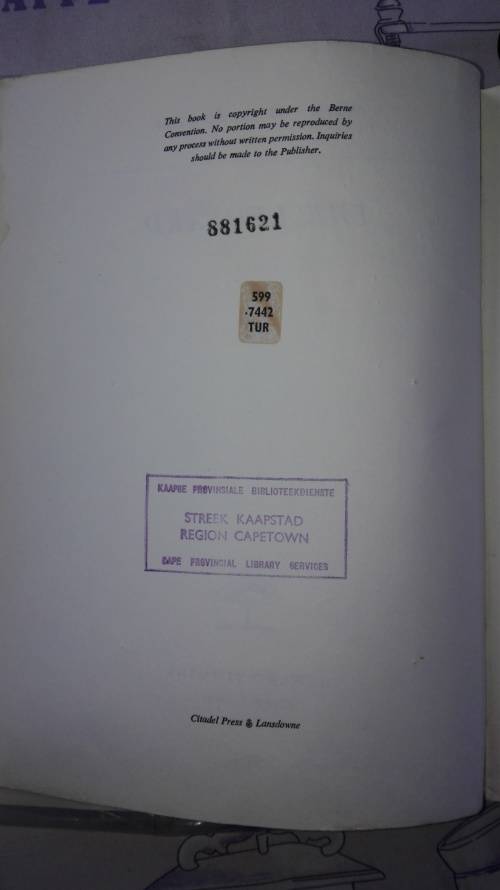 This book is copyright under the Berne
Convention. No portion may be reproduced by
any process without written permission. Inquiries
should be made to the Publisher.
881621
599
·7442
TUR
KAAPSE PROVINSIALE BIBLIOTEEKDIENSTE
STREEK KAAPSTAD
REGION CAPETOWN
CAPE PROVINCIAL LIBRARY SERVICES
Citadel Press Lansdowne